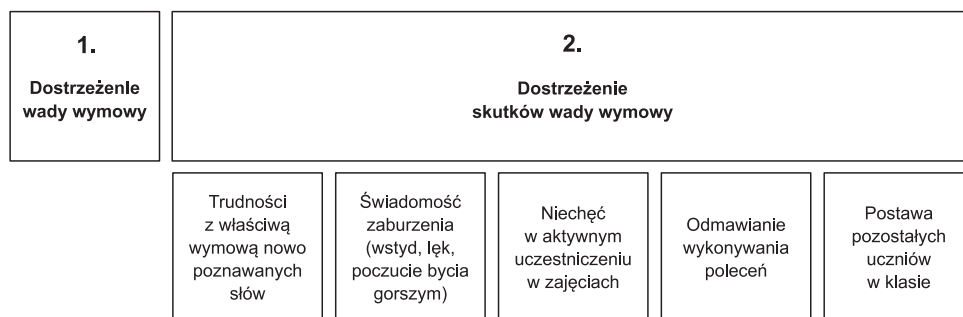 1.
Dostrzeżenie
wady wymowy
2.
Dostrzeżenie
skutków wady wymowy
Trudności
z właściwą
wymową nowo
poznawanych
słów
Świadomość
zaburzenia
(wstyd, lęk,
poczucie bycia
gorszym)
Niechęć
w aktywnym
uczestniczeniu
w zajęciach
Odmawianie
wykonywania
poleceń
Postawa
pozostałych
uczniów
w klasie